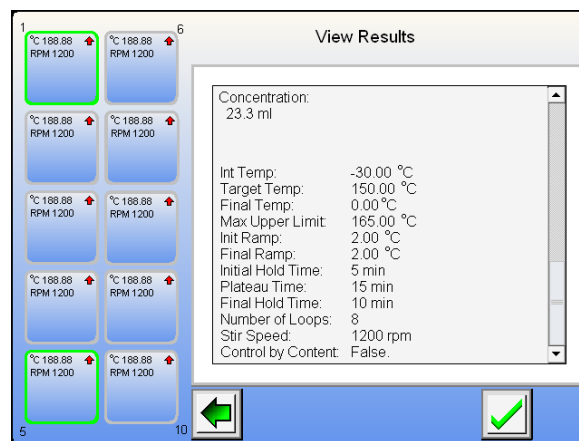 1
6
°C 188.88
RPM 1200
°C 188.88
RPM 1200
°C 188.88
RPM 1200
°C 188.88
RPM 1200
°C 188.88
RPM 1200
°C 188.88
RPM 1200
°C 188.88
RPM 1200
°C 188.88
RPM 1200
°C 188.88
RPM 1200
°C 188.88
RPM 1200
5
10
View Results
Concentration:
23.3 ml
Int Temp: -30.00 °C
Target Temp: 150.00 °C
Final Temp: 0.00°C
Max Upper Limit: 165.00 °C
Init Ramp: 2.00 °C
Final Ramp: 2.00 °C
Initial Hold Time: 5 min
Plateau Time: 15 min
Final Hold Time: 10 min
Number of Loops: 8
Stir Speed: 1200 rpm
Control by Content: False.